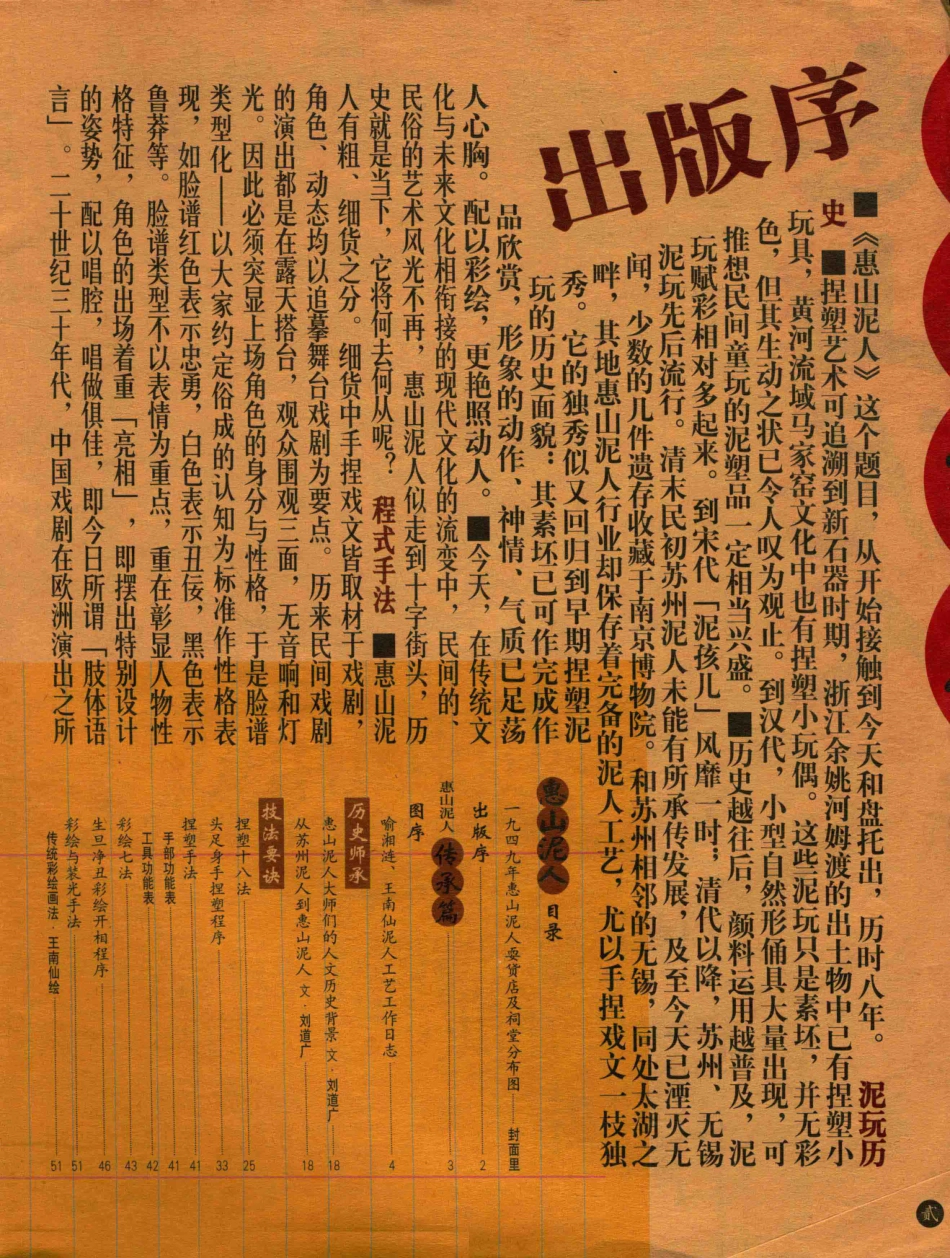 出版序
■《惠山泥人》这个题目，从开始接触到今天和盘托出，历时八年。 泥玩历
史 ■捏塑艺术可追溯到新石器时期，浙江余姚河姆渡的出土物中已有捏塑小
玩具，黄河流域马家窑文化中也有捏塑小玩偶。这些泥玩只是素坯，并无彩
色，但其生动之状已令人叹为观止。到汉代，小型自然形俑具大量出现，可
推想民间童玩的泥塑品一定相当兴盛。■历史越往后，颜料运用越普及，泥
玩赋彩相对多起来。到宋代「泥孩儿」风靡一时；清代以降，苏州、无锡
泥玩先后流行。清末民初苏州泥人未能有所承传发展，及至今天已湮灭无
闻，少数的几件遗存收藏于南京博物院。和苏州相邻的无锡，同处太湖之
畔，其地惠山泥人行业却保存着完备的泥人工艺，尤以手捏戏文一枝独
秀。它的独秀似又回归到早期捏塑泥
玩的历史面貌：其素坯已可作完成作
品欣赏，形象的动作、神情、气质已足荡
人心胸。配以彩绘，更艳照动人。■今天，在传统文
化与未来文化相衔接的现代文化的流变中，民间的、
民俗的艺术风光不再，惠山泥人似走到十字街头，历
史就是当下，它将何去何从呢？ 程式手法 ■惠山泥
人有粗、细货之分。细货中手捏戏文皆取材于戏剧，
角色、动态均以追摹舞台戏剧为要点。历来民间戏剧
的演出都是在露天搭台，观众围观三面，无音响和灯
光。因此必须突显上场角色的身分与性格，于是脸谱
类型化——以大家约定俗成的认知为标准作性格表
现，如脸谱红色表示忠勇，白色表示丑佞，黑色表示
鲁莽等。脸谱类型不以表情为重点，重在彰显人物性
格特征，角色的出场着重「亮相」，即摆出特别设计
的姿势，配以唱腔，唱做俱佳，即今日所谓「肢体语
言」。二十世纪三十年代，中国戏剧在欧洲演出之所
惠山泥人 目录
一九四九年惠山泥人耍货店及祠堂分布图 封面里
出版序 2
惠山泥人 传承篇 3
图序
喻湘涟、王南仙泥人工艺工作日志 4
历史师承
惠山泥人大师们的人文历史背景 文·刘道广 18
从苏州泥人到惠山泥人 文·刘道广 18
技法要诀
捏塑十八法 25
头足身手捏塑程序 33
捏塑手法 41
手部功能表 41
工具功能表 42
彩绘七法 43
生旦净丑彩绘开相程序 46
彩绘与装光手法 51
传统彩绘画法·王南仙绘 51
贰